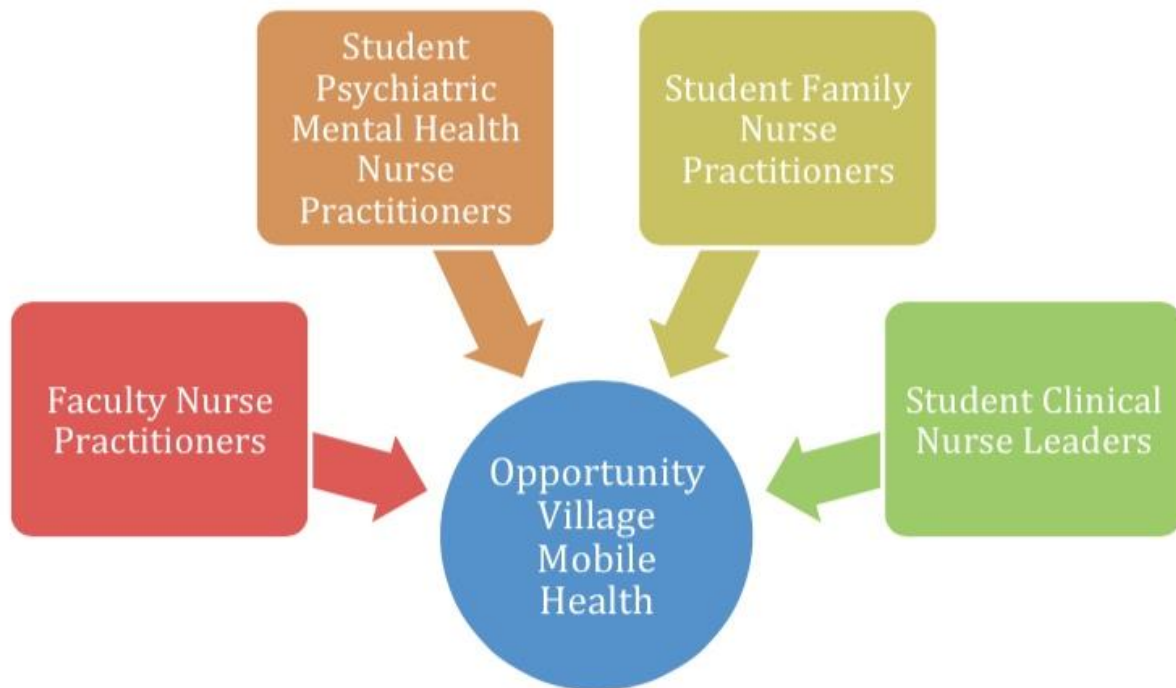 Student
Psychiatric
Mental Health
Nurse
Practitioners
Student Family
Nurse
Practitioners
Faculty Nurse
Practitioners
Student Clinical
Nurse Leaders
Opportunity
Village
Mobile
Health